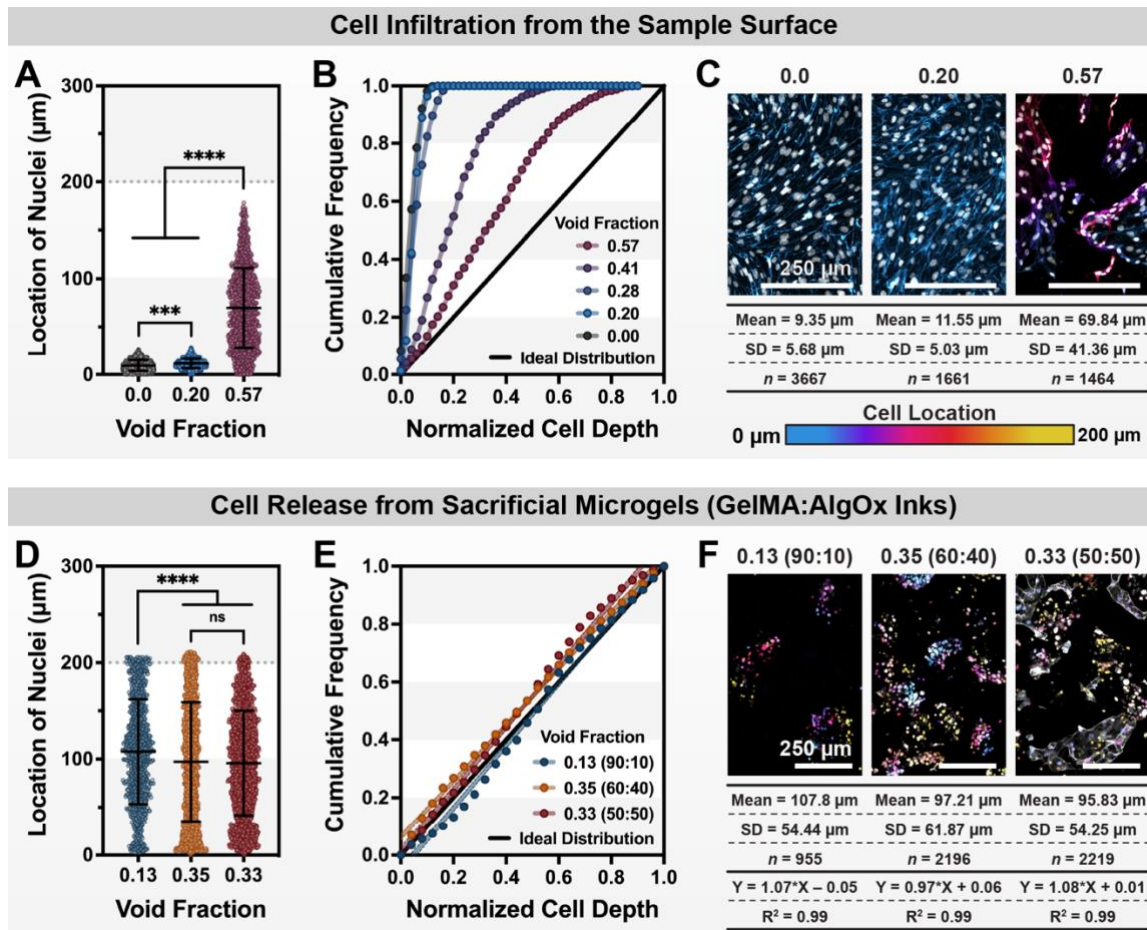 Cell Infiltration from the Sample Surface
A
Location of Nuclei (µm)
300
200
100
0
****
***
0.0 0.20 0.57
Void Fraction
B
Cumulative Frequency
1.0
0.8
0.6
0.4
0.2
0.0
Void Fraction
0.57
0.41
0.28
0.20
0.00
Ideal Distribution
0.0 0.2 0.4 0.6 0.8 1.0
Normalized Cell Depth
C
0.0 0.20 0.57
250 µm
Mean = 9.35 µm Mean = 11.55 µm Mean = 69.84 µm
SD = 5.68 µm SD = 5.03 µm SD = 41.36 µm
n = 3667 n = 1661 n = 1464
Cell Location
0 µm 200 µm
Cell Release from Sacrificial Microgels (GelMA:AlgOx Inks)
D
Location of Nuclei (µm)
300
200
100
0
****
ns
0.13 0.35 0.33
Void Fraction
E
Cumulative Frequency
1.0
0.8
0.6
0.4
0.2
0.0
Void Fraction
0.13 (90:10)
0.35 (60:40)
0.33 (50:50)
Ideal Distribution
0.0 0.2 0.4 0.6 0.8 1.0
Normalized Cell Depth
F
0.13 (90:10) 0.35 (60:40) 0.33 (50:50)
250 µm
Mean = 107.8 µm Mean = 97.21 µm Mean = 95.83 µm
SD = 54.44 µm SD = 61.87 µm SD = 54.25 µm
n = 955 n = 2196 n = 2219
Y = 1.07*X – 0.05 Y = 0.97*X + 0.06 Y = 1.08*X + 0.01
R² = 0.99 R² = 0.99 R² = 0.99